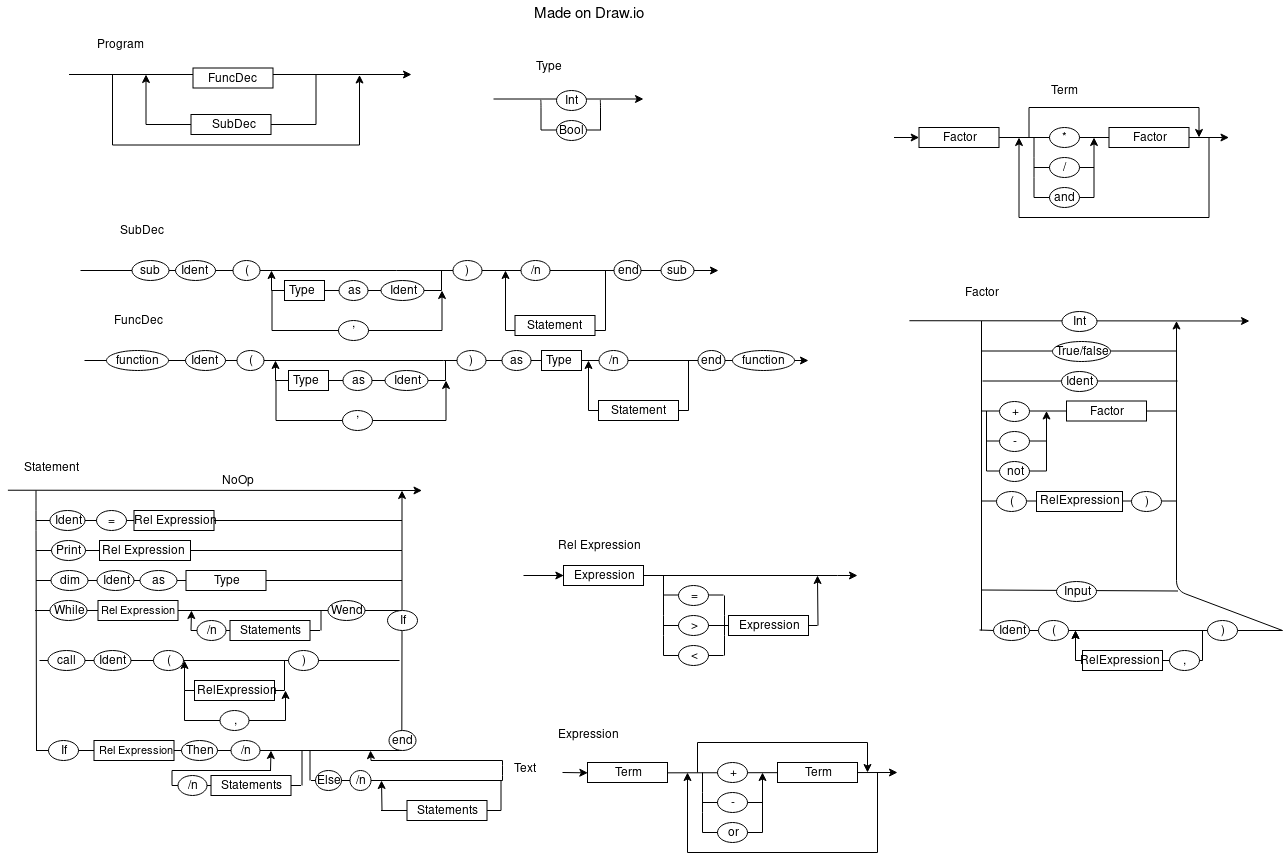 Made on Draw.io
Program
FuncDec
SubDec
Type
Int
Bool
Term
Factor * Factor
/
and
SubDec
sub Ident ( ) /n end sub
Type as Ident
,
Statement
FuncDec
function Ident ( ) as Type /n end function
Type as Ident
,
Statement
Factor
Int
True/false
Ident
+ Factor
-
not
( RelExpression )
Input
Ident ( )
RelExpression ,
Statement
NoOp
Ident = Rel Expression
Print Rel Expression
dim Ident as Type
While Rel Expression Wend
/n Statements
If
call Ident ( )
RelExpression
,
end
If Rel Expression Then /n
/n Statements
Else /n
Statements
Text
Rel Expression
Expression
=
> Expression
<
Expression
Term + Term
-
or